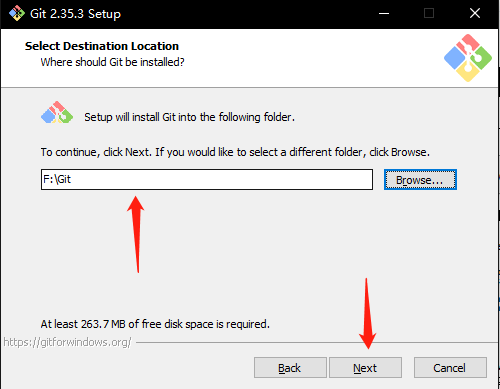 Git 2.35.3 Setup
Select Destination Location
Where should Git be installed?
Setup will install Git into the following folder.
To continue, click Next. If you would like to select a different folder, click Browse.
F:\Git
Browse...
At least 263.7 MB of free disk space is required.
https://gitforwindows.org/
Back
Next
Cancel